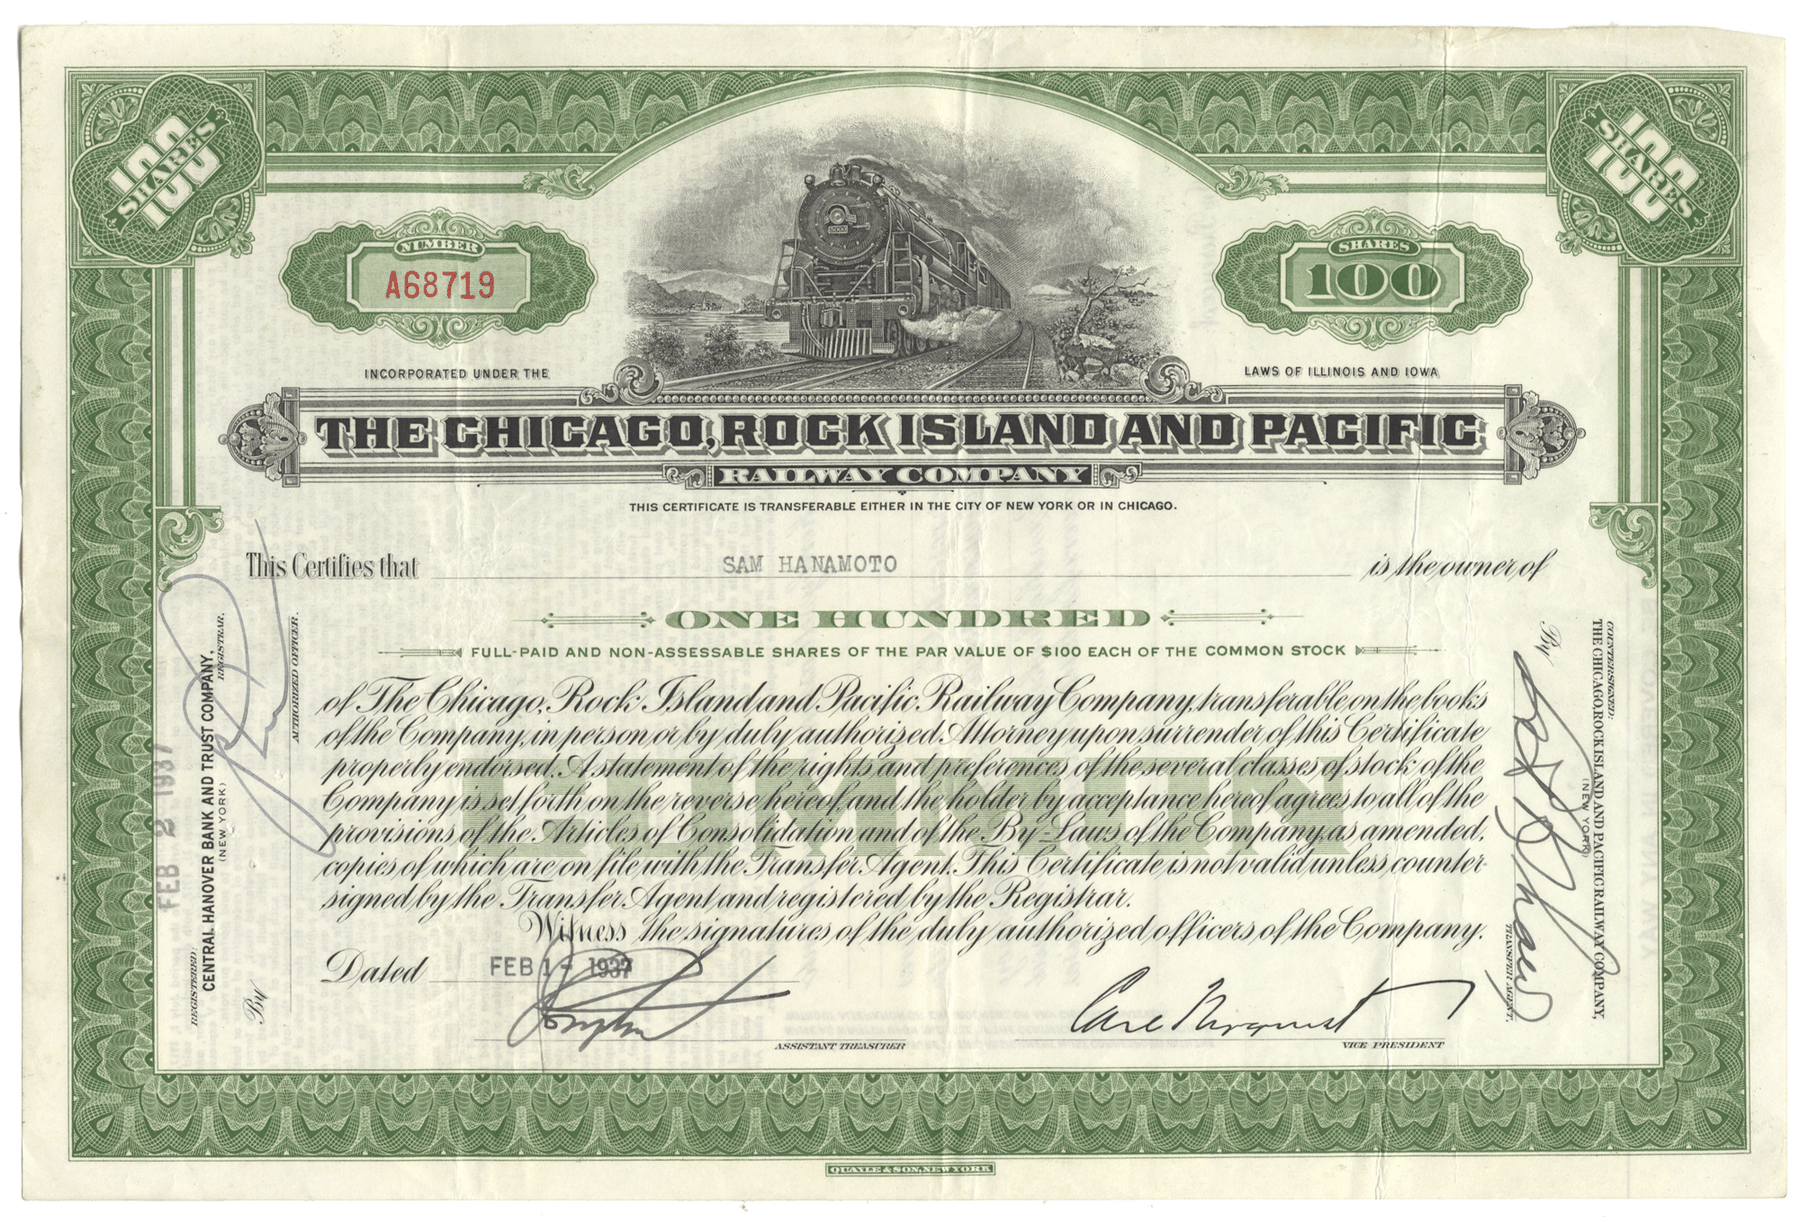 100
SHARES
100
SHARES
NUMBER
A68719
SHARES
100
INCORPORATED UNDER THE
LAWS OF ILLINOIS AND IOWA
THE CHICAGO, ROCK ISLAND AND PACIFIC
RAILWAY COMPANY
THIS CERTIFICATE IS TRANSFERABLE EITHER IN THE CITY OF NEW YORK OR IN CHICAGO.
This Certifies that SAM HANAMOTO is the owner of
ONE HUNDRED
FULL-PAID AND NON-ASSESSABLE SHARES OF THE PAR VALUE OF $100 EACH OF THE COMMON STOCK
of The Chicago, Rock Island and Pacific Railway Company, transferable on the books
of the Company, in person or by duly authorized Attorney upon surrender of this Certificate
properly endorsed. A statement of the rights and preferences of the several classes of stock of the
Company is set forth on the reverse hereof and the holder by acceptance hereof agrees to all of the
provisions of the Articles of Consolidation and of the By-Laws of the Company as amended,
copies of which are on file with the Transfer Agent. This Certificate is not valid unless counter-
signed by the Transfer Agent and registered by the Registrar.
Witness the signatures of the duly authorized officers of the Company.
COMMON
Dated FEB 1 - 1937
ASSISTANT TREASURER
VICE PRESIDENT
REGISTERED:
CENTRAL HANOVER BANK AND TRUST COMPANY,
(NEW YORK) REGISTRAR.
By
AUTHORIZED OFFICER.
FEB 2 1937
COUNTERSIGNED:
THE CHICAGO, ROCK ISLAND AND PACIFIC RAILWAY COMPANY,
(NEW YORK)
By
TRANSFER AGENT.
QUAYLE & SON, NEW YORK